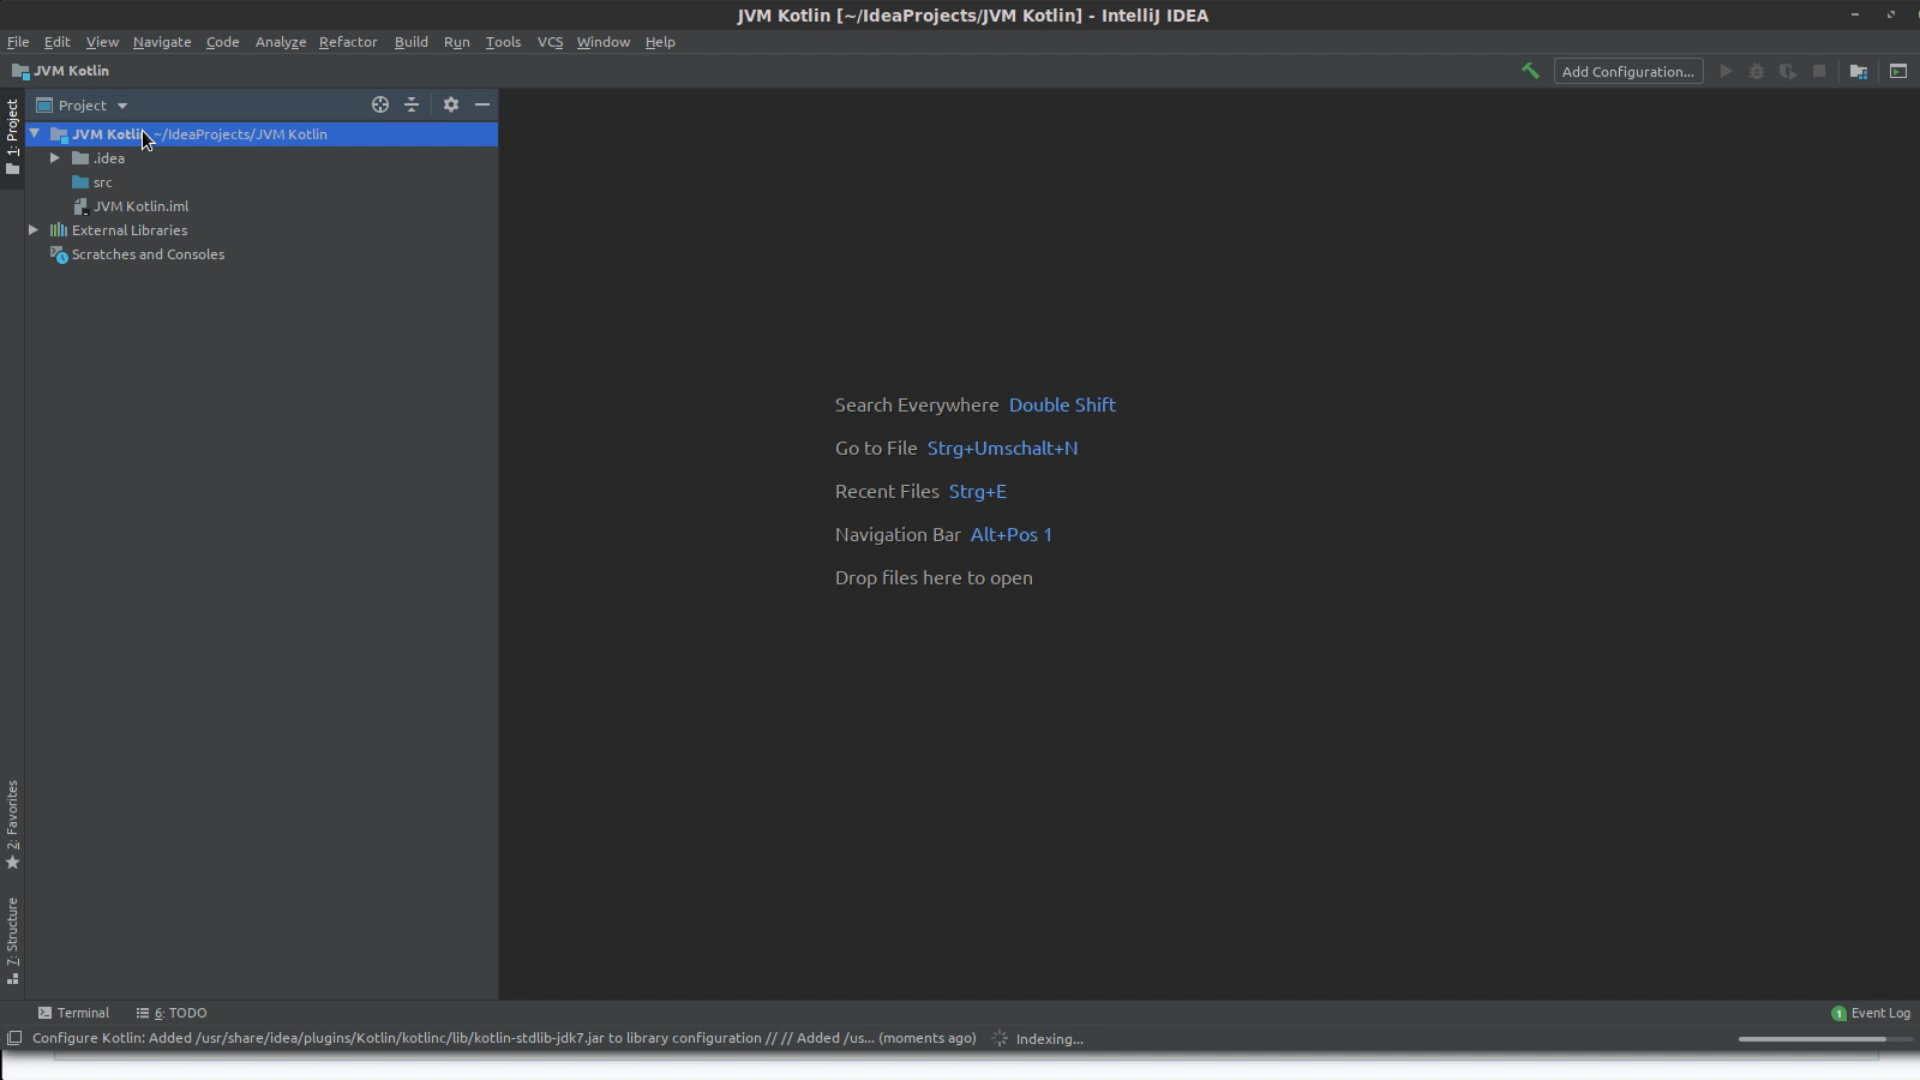 JVM Kotlin [~/IdeaProjects/JVM Kotlin] - IntelliJ IDEA
File Edit View Navigate Code Analyze Refactor Build Run Tools VCS Window Help
JVM Kotlin
Add Configuration...
1: Project
Project
JVM Kotlin ~/IdeaProjects/JVM Kotlin
.idea
src
JVM Kotlin.iml
External Libraries
Scratches and Consoles
Search Everywhere Double Shift
Go to File Strg+Umschalt+N
Recent Files Strg+E
Navigation Bar Alt+Pos 1
Drop files here to open
2: Favorites
7: Structure
Terminal 6: TODO
1 Event Log
Configure Kotlin: Added /usr/share/idea/plugins/Kotlin/kotlinc/lib/kotlin-stdlib-jdk7.jar to library configuration // // Added /us... (moments ago) Indexing...